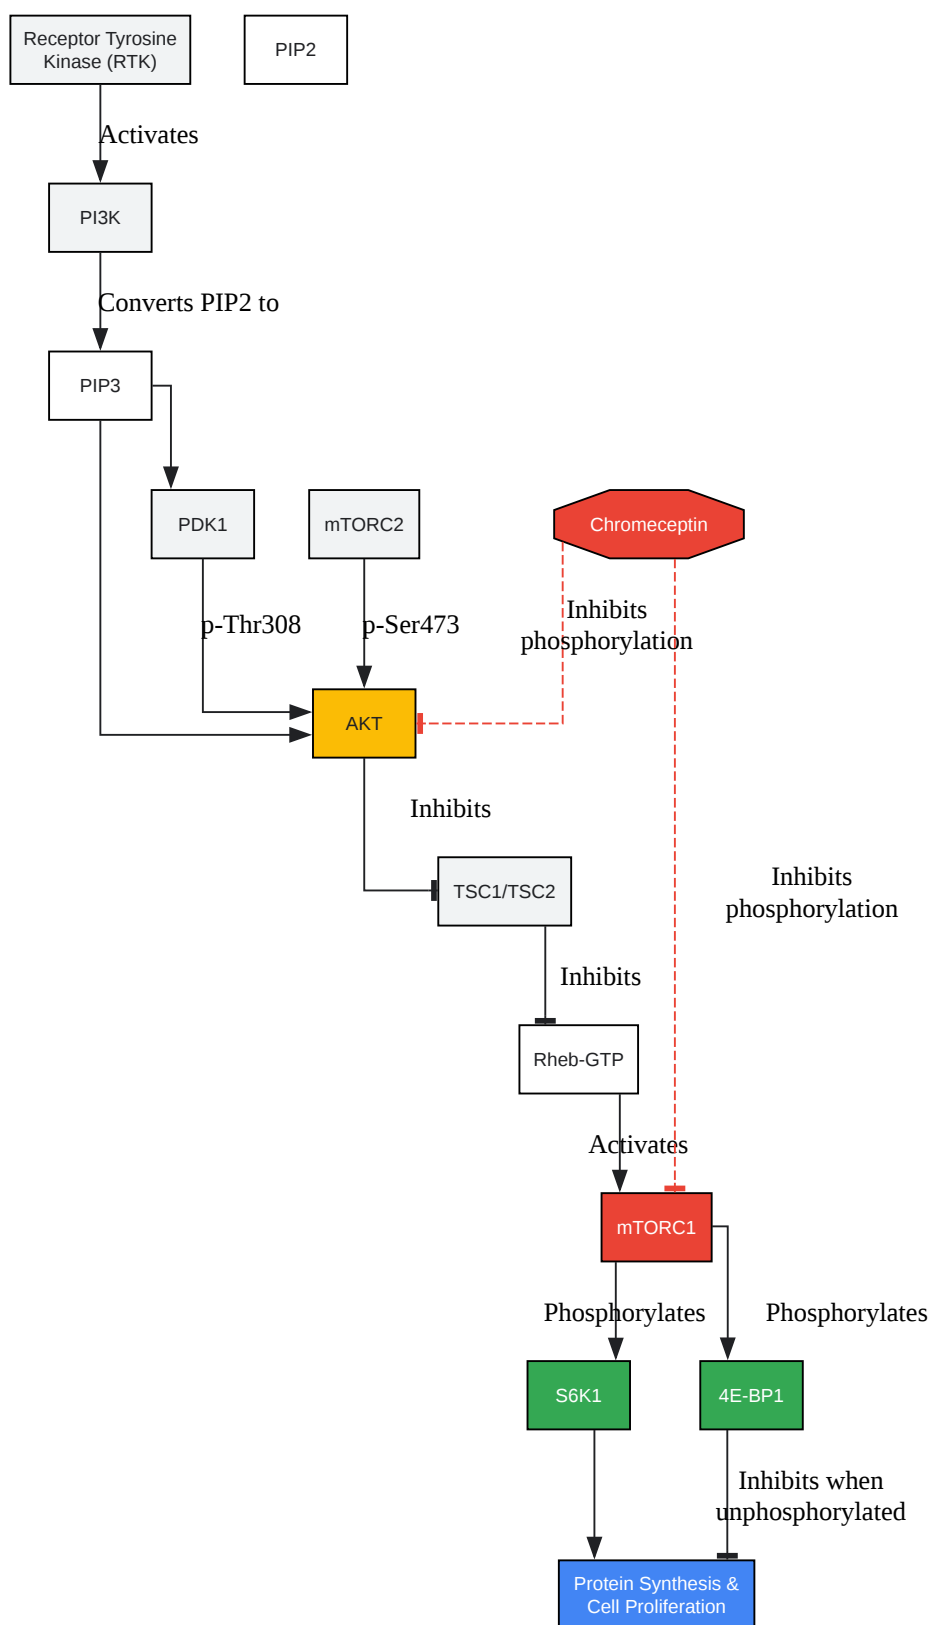 Receptor Tyrosine
Kinase (RTK)
PIP2
Activates
PI3K
Converts PIP2 to
PIP3
PDK1
mTORC2
Chromeceptin
p-Thr308
p-Ser473
Inhibits
phosphorylation
AKT
Inhibits
TSC1/TSC2
Inhibits
phosphorylation
Inhibits
Rheb-GTP
Activates
mTORC1
Phosphorylates
Phosphorylates
S6K1
4E-BP1
Inhibits when
unphosphorylated
Protein Synthesis &
Cell Proliferation